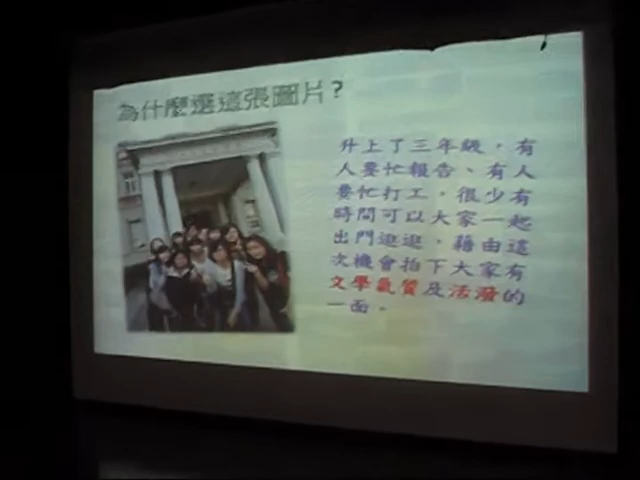 為什麼選這張圖片?
升上了三年級，有
人要忙報告、有人
要忙打工，很少有
時間可以大家一起
出門逛逛，藉由這
次機會拍下大家有
文學氣質及活潑的
一面。